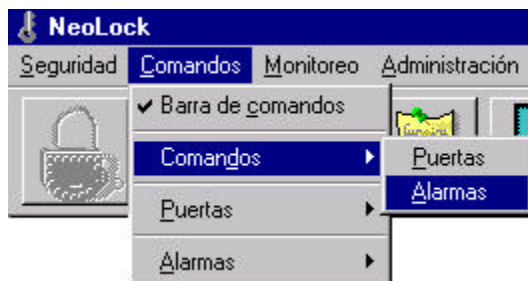 NeoLock
Seguridad Comandos Monitoreo Administración
Barra de comandos
Comandos
Puertas
Alarmas
Puertas
Alarmas